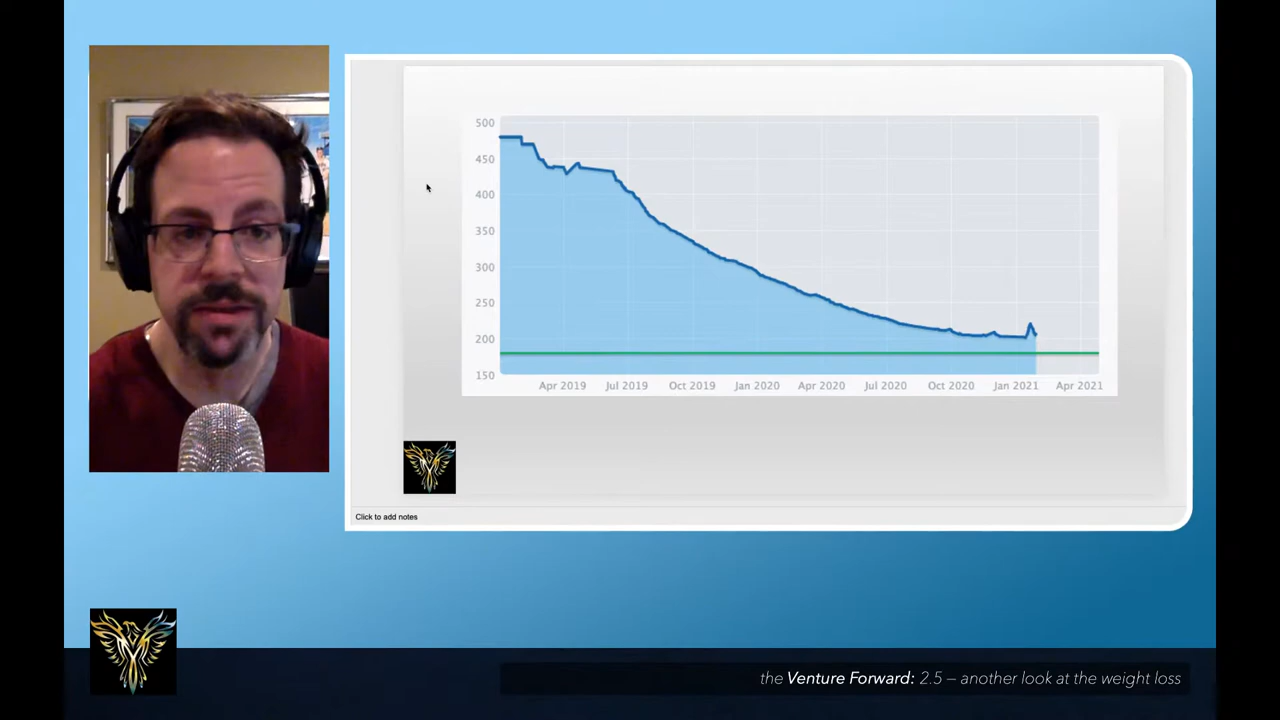 500
450
400
350
300
250
200
150
Apr 2019 Jul 2019 Oct 2019 Jan 2020 Apr 2020 Jul 2020 Oct 2020 Jan 2021 Apr 2021
Click to add notes
the Venture Forward: 2.5 – another look at the weight loss